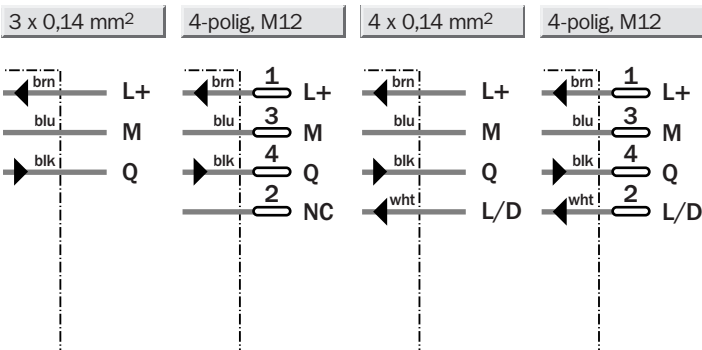 3 x 0,14 mm²
brn L+
blu M
blk Q
4-polig, M12
brn 1 L+
blu 3 M
blk 4 Q
2 NC
4 x 0,14 mm²
brn L+
blu M
blk Q
wht L/D
4-polig, M12
brn 1 L+
blu 3 M
blk 4 Q
wht 2 L/D